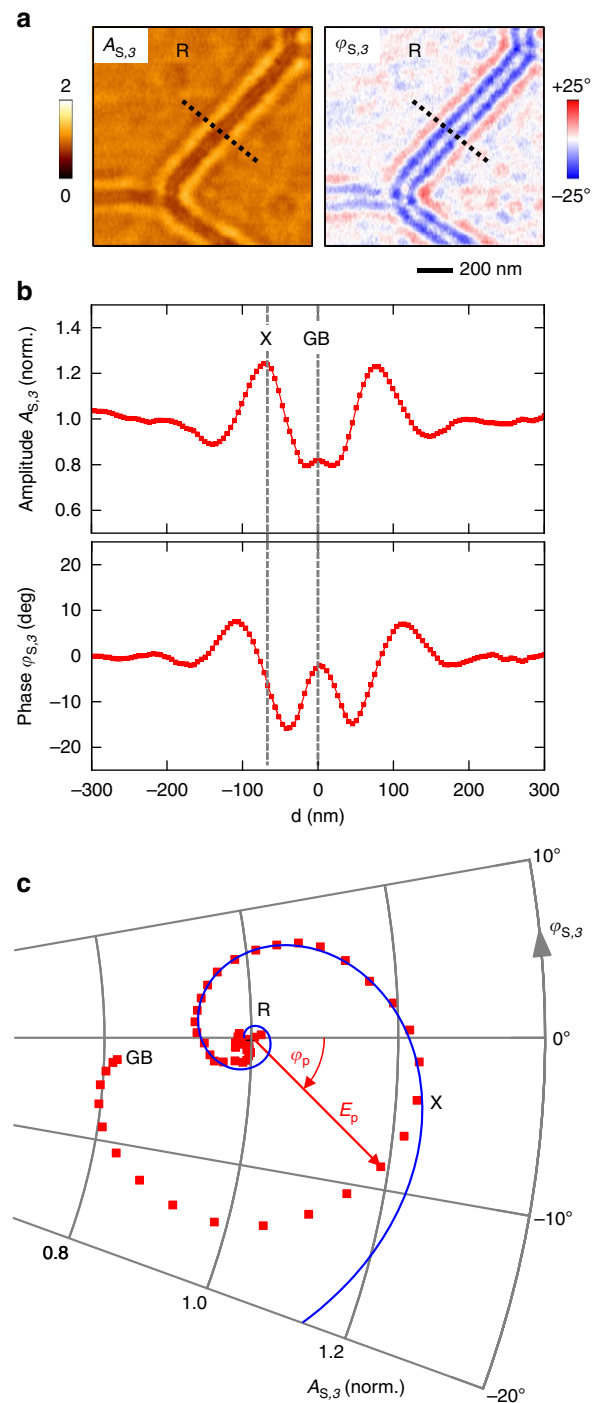 a
A_S,3
R
φ_S,3
R
2
0
+25°
−25°
200 nm
b
X
GB
1.4
1.2
1.0
0.8
0.6
Amplitude A_S,3 (norm.)
20
10
0
−10
−20
Phase φ_S,3 (deg)
−300
−200
−100
0
100
200
300
d (nm)
c
10°
φ_S,3
R
0°
GB
φ_p
E_p
X
−10°
0.8
1.0
1.2
A_S,3 (norm.)
−20°